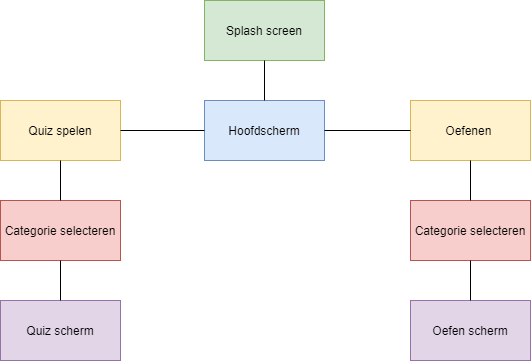 Splash screen
Quiz spelen
Hoofdscherm
Oefenen
Categorie selecteren
Categorie selecteren
Quiz scherm
Oefen scherm